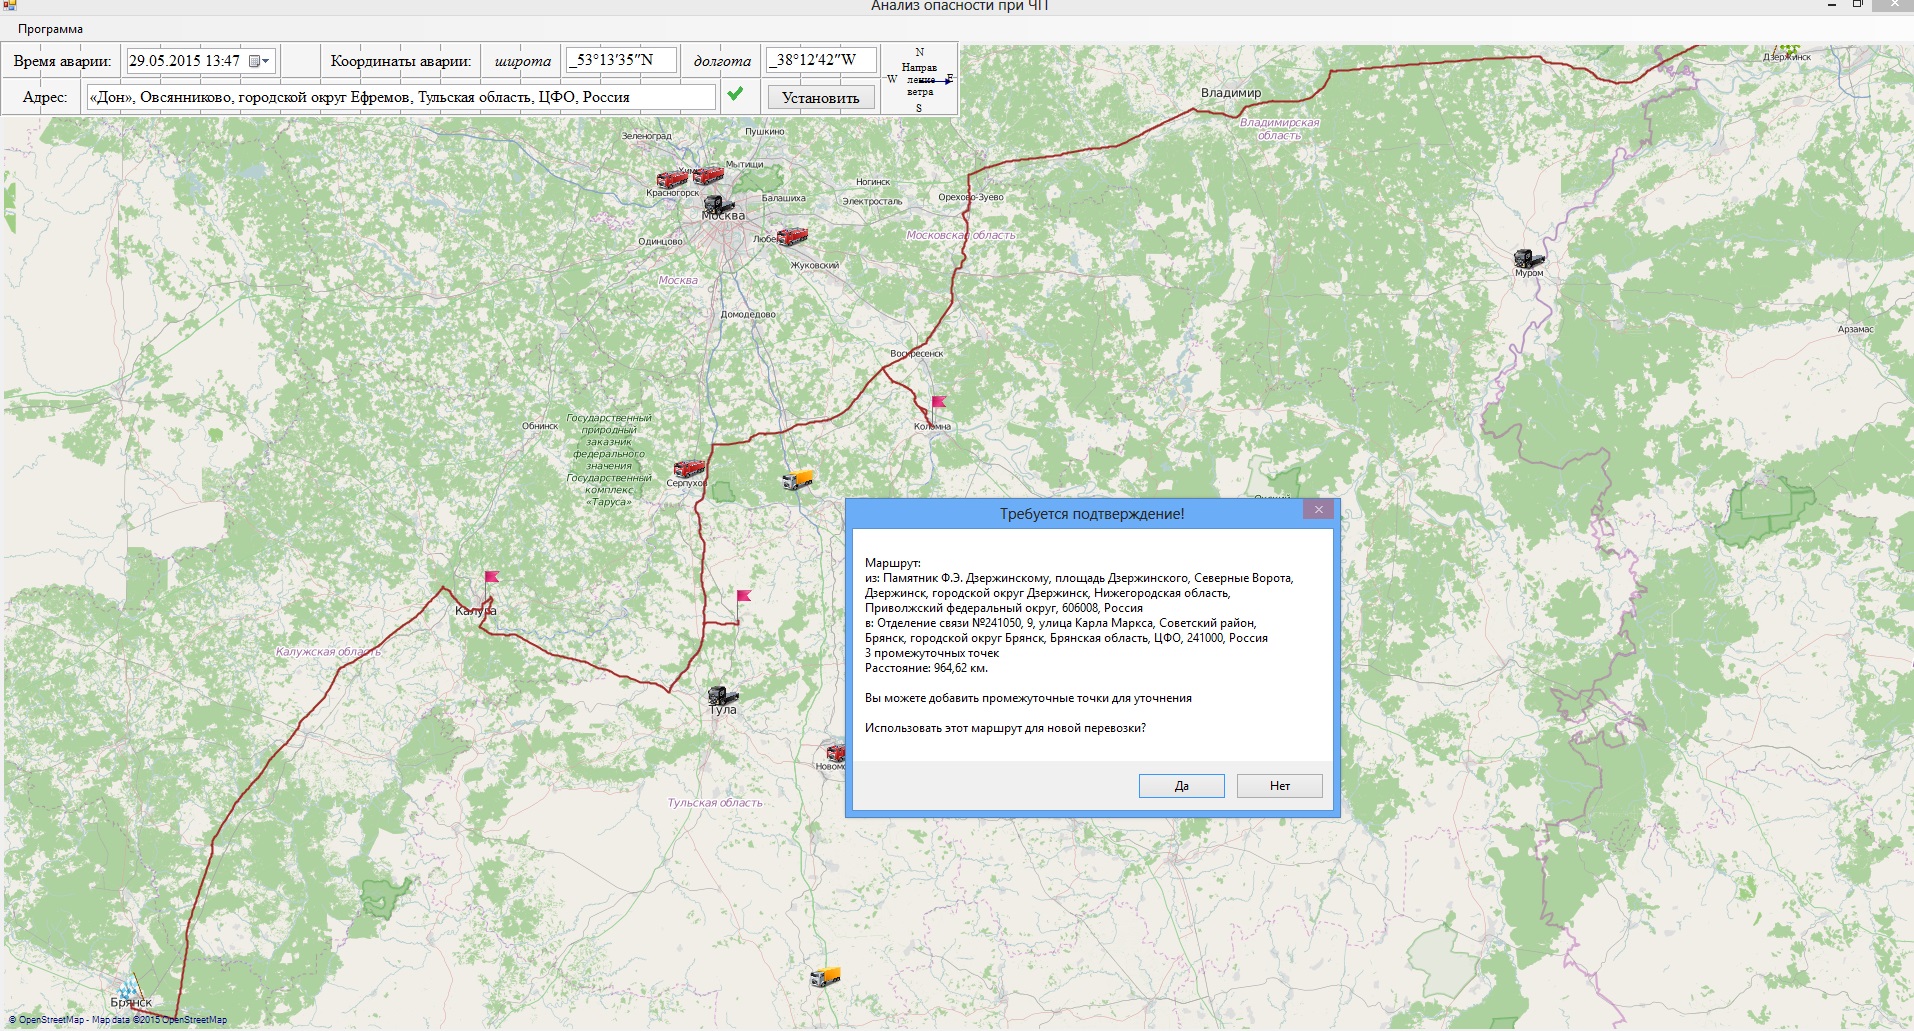 Анализ опасности при ЧП
Программа
Время аварии: 29.05.2015 13:47 Координаты аварии: широта _53°13'35"N долгота _38°12'42"W
Адрес: «Дон», Овсянниково, городской округ Ефремов, Тульская область, ЦФО, Россия Установить
N
Направ
W ление E
ветра
S
Дзержинск
Владимир
Владимирская
область
Зеленоград
Пушкино
Мытищи
Красногорск
Балашиха
Ногинск
Электросталь
Орехово-Зуево
Москва
Одинцово
Московская область
Жуковский
Москва
Муром
Домодедово
Арзамас
Воскресенск
Обнинск
Государственный
природный
заказник
федерального
значения
Государственный
комплекс
«Таруса»
Коломна
Серпухов
Калуга
Калужская область
Тула
Тульская область
Брянск
Требуется подтверждение!
Маршрут:
из: Памятник Ф.Э. Дзержинскому, площадь Дзержинского, Северные Ворота,
Дзержинск, городской округ Дзержинск, Нижегородская область,
Приволжский федеральный округ, 606008, Россия
в: Отделение связи №241050, 9, улица Карла Маркса, Советский район,
Брянск, городской округ Брянск, Брянская область, ЦФО, 241000, Россия
3 промежуточных точек
Расстояние: 964,62 км.
Вы можете добавить промежуточные точки для уточнения
Использовать этот маршрут для новой перевозки?
Да Нет
© OpenStreetMap - Map data ©2015 OpenStreetMap